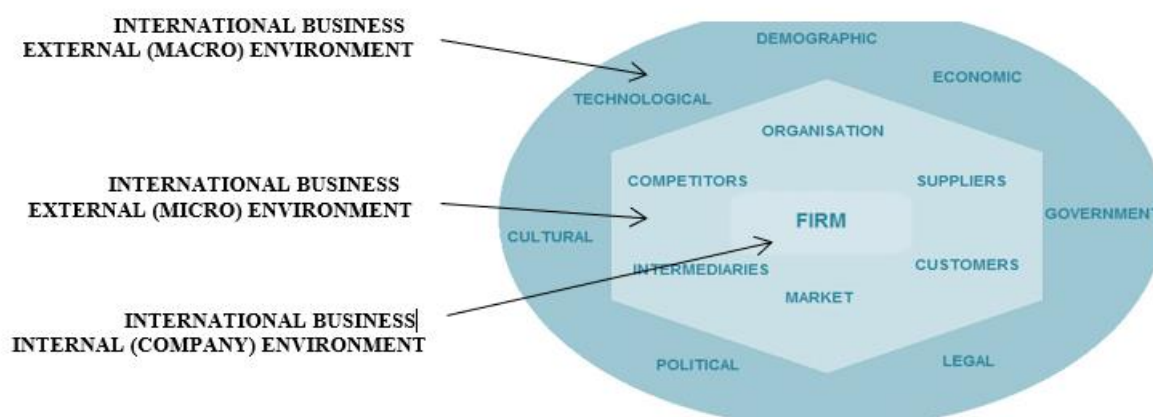 INTERNATIONAL BUSINESS
EXTERNAL (MACRO) ENVIRONMENT
INTERNATIONAL BUSINESS
EXTERNAL (MICRO) ENVIRONMENT
INTERNATIONAL BUSINESS
INTERNAL (COMPANY) ENVIRONMENT
DEMOGRAPHIC
ECONOMIC
TECHNOLOGICAL
ORGANISATION
COMPETITORS
SUPPLIERS
FIRM
GOVERNMENT
CULTURAL
INTERMEDIARIES
CUSTOMERS
MARKET
POLITICAL
LEGAL